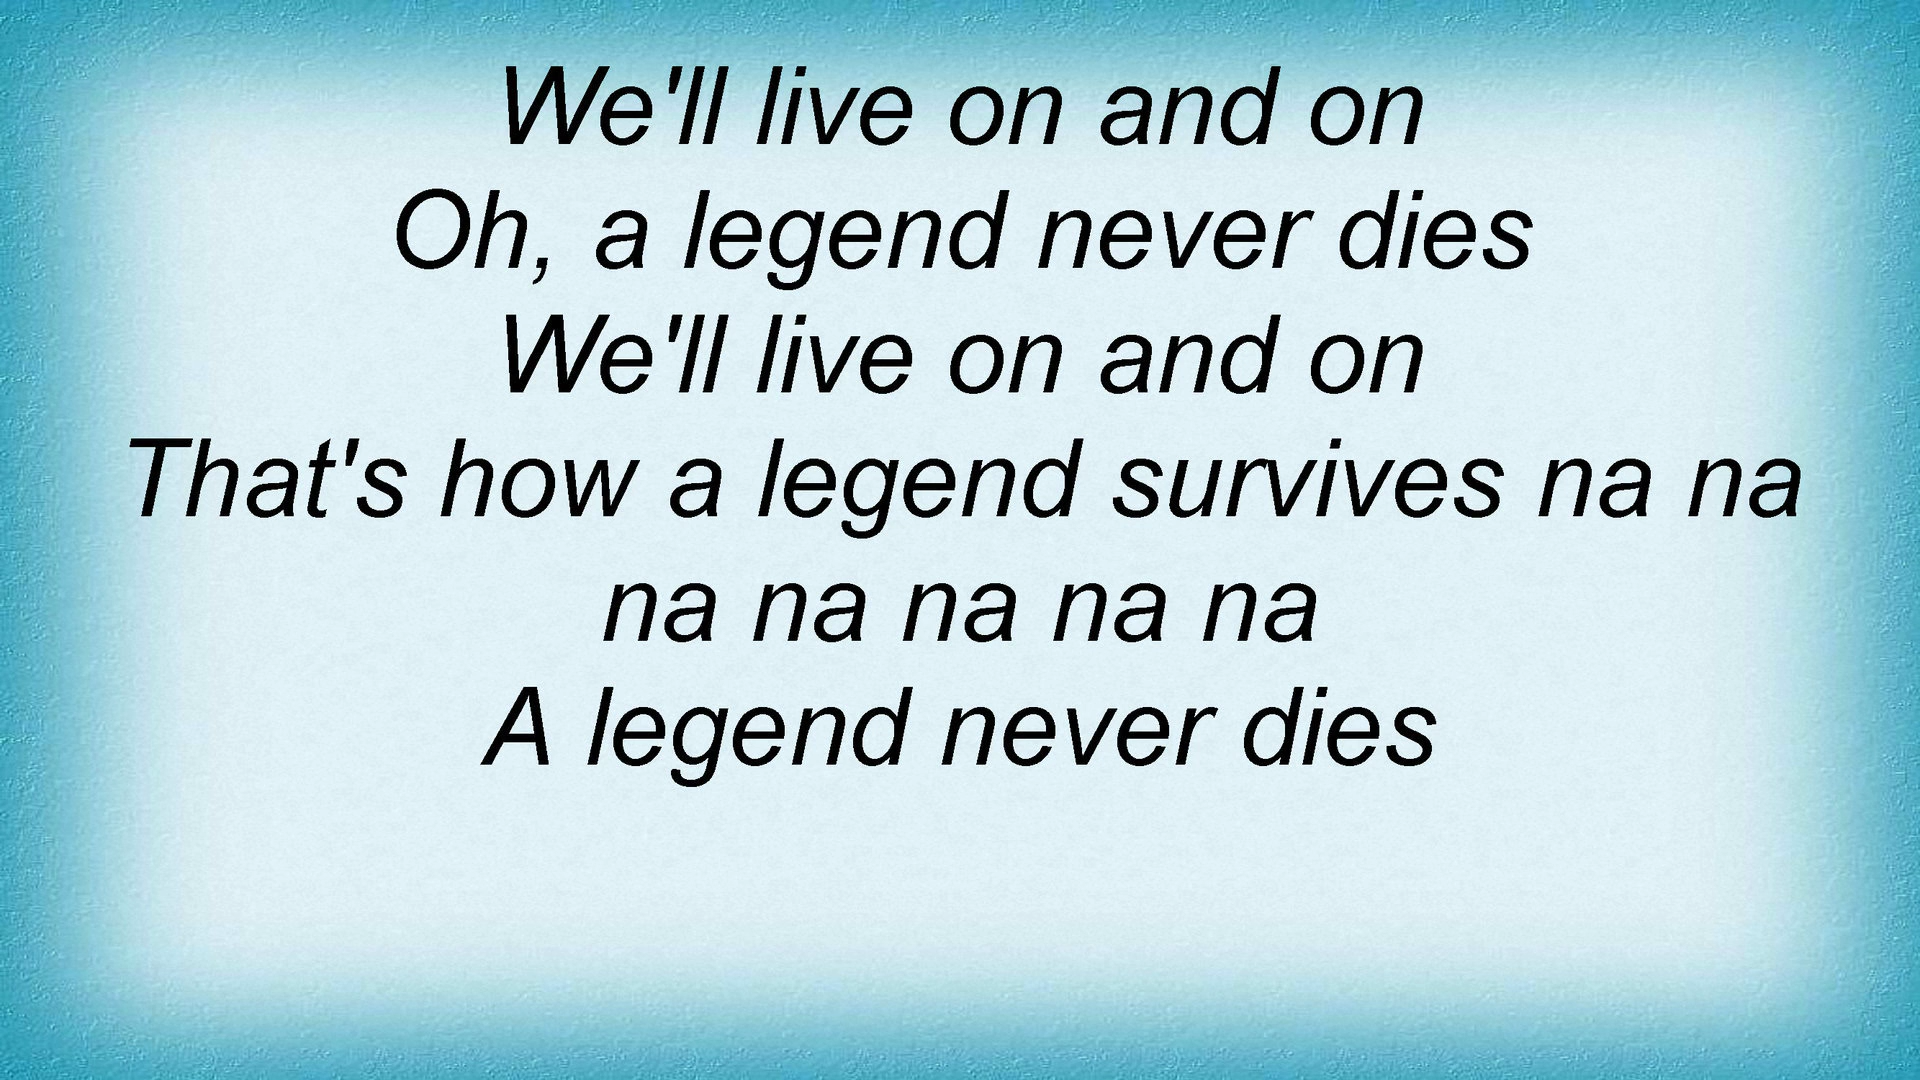 We'll live on and on
Oh, a legend never dies
We'll live on and on
That's how a legend survives na na
na na na na na
A legend never dies